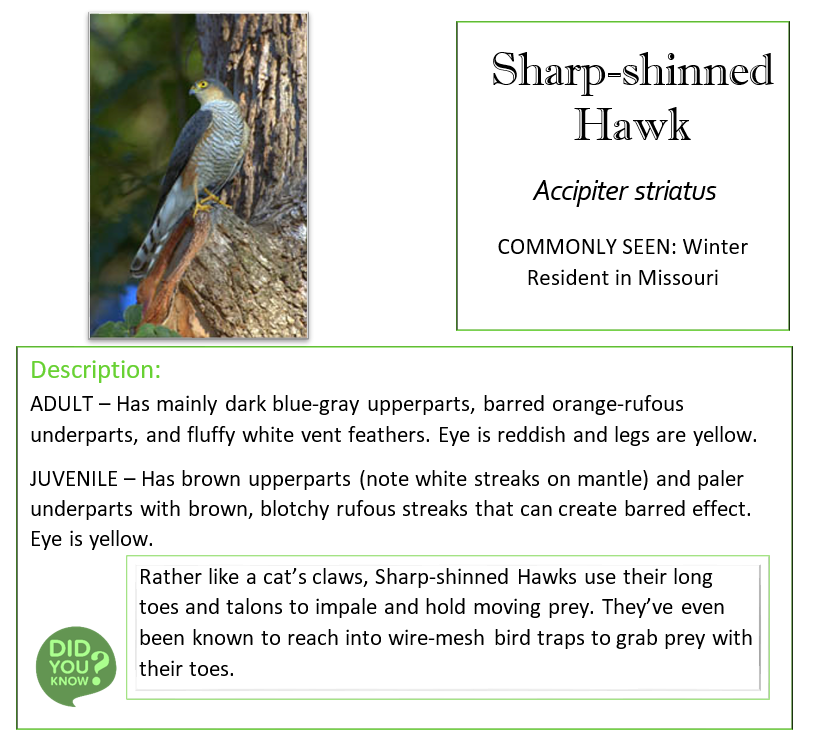 Sharp-shinned
Hawk
Accipiter striatus
COMMONLY SEEN: Winter
Resident in Missouri
Description:
ADULT – Has mainly dark blue-gray upperparts, barred orange-rufous
underparts, and fluffy white vent feathers. Eye is reddish and legs are yellow.
JUVENILE – Has brown upperparts (note white streaks on mantle) and paler
underparts with brown, blotchy rufous streaks that can create barred effect.
Eye is yellow.
Rather like a cat’s claws, Sharp-shinned Hawks use their long
toes and talons to impale and hold moving prey. They’ve even
been known to reach into wire-mesh bird traps to grab prey with
their toes.
DID
YOU
KNOW?